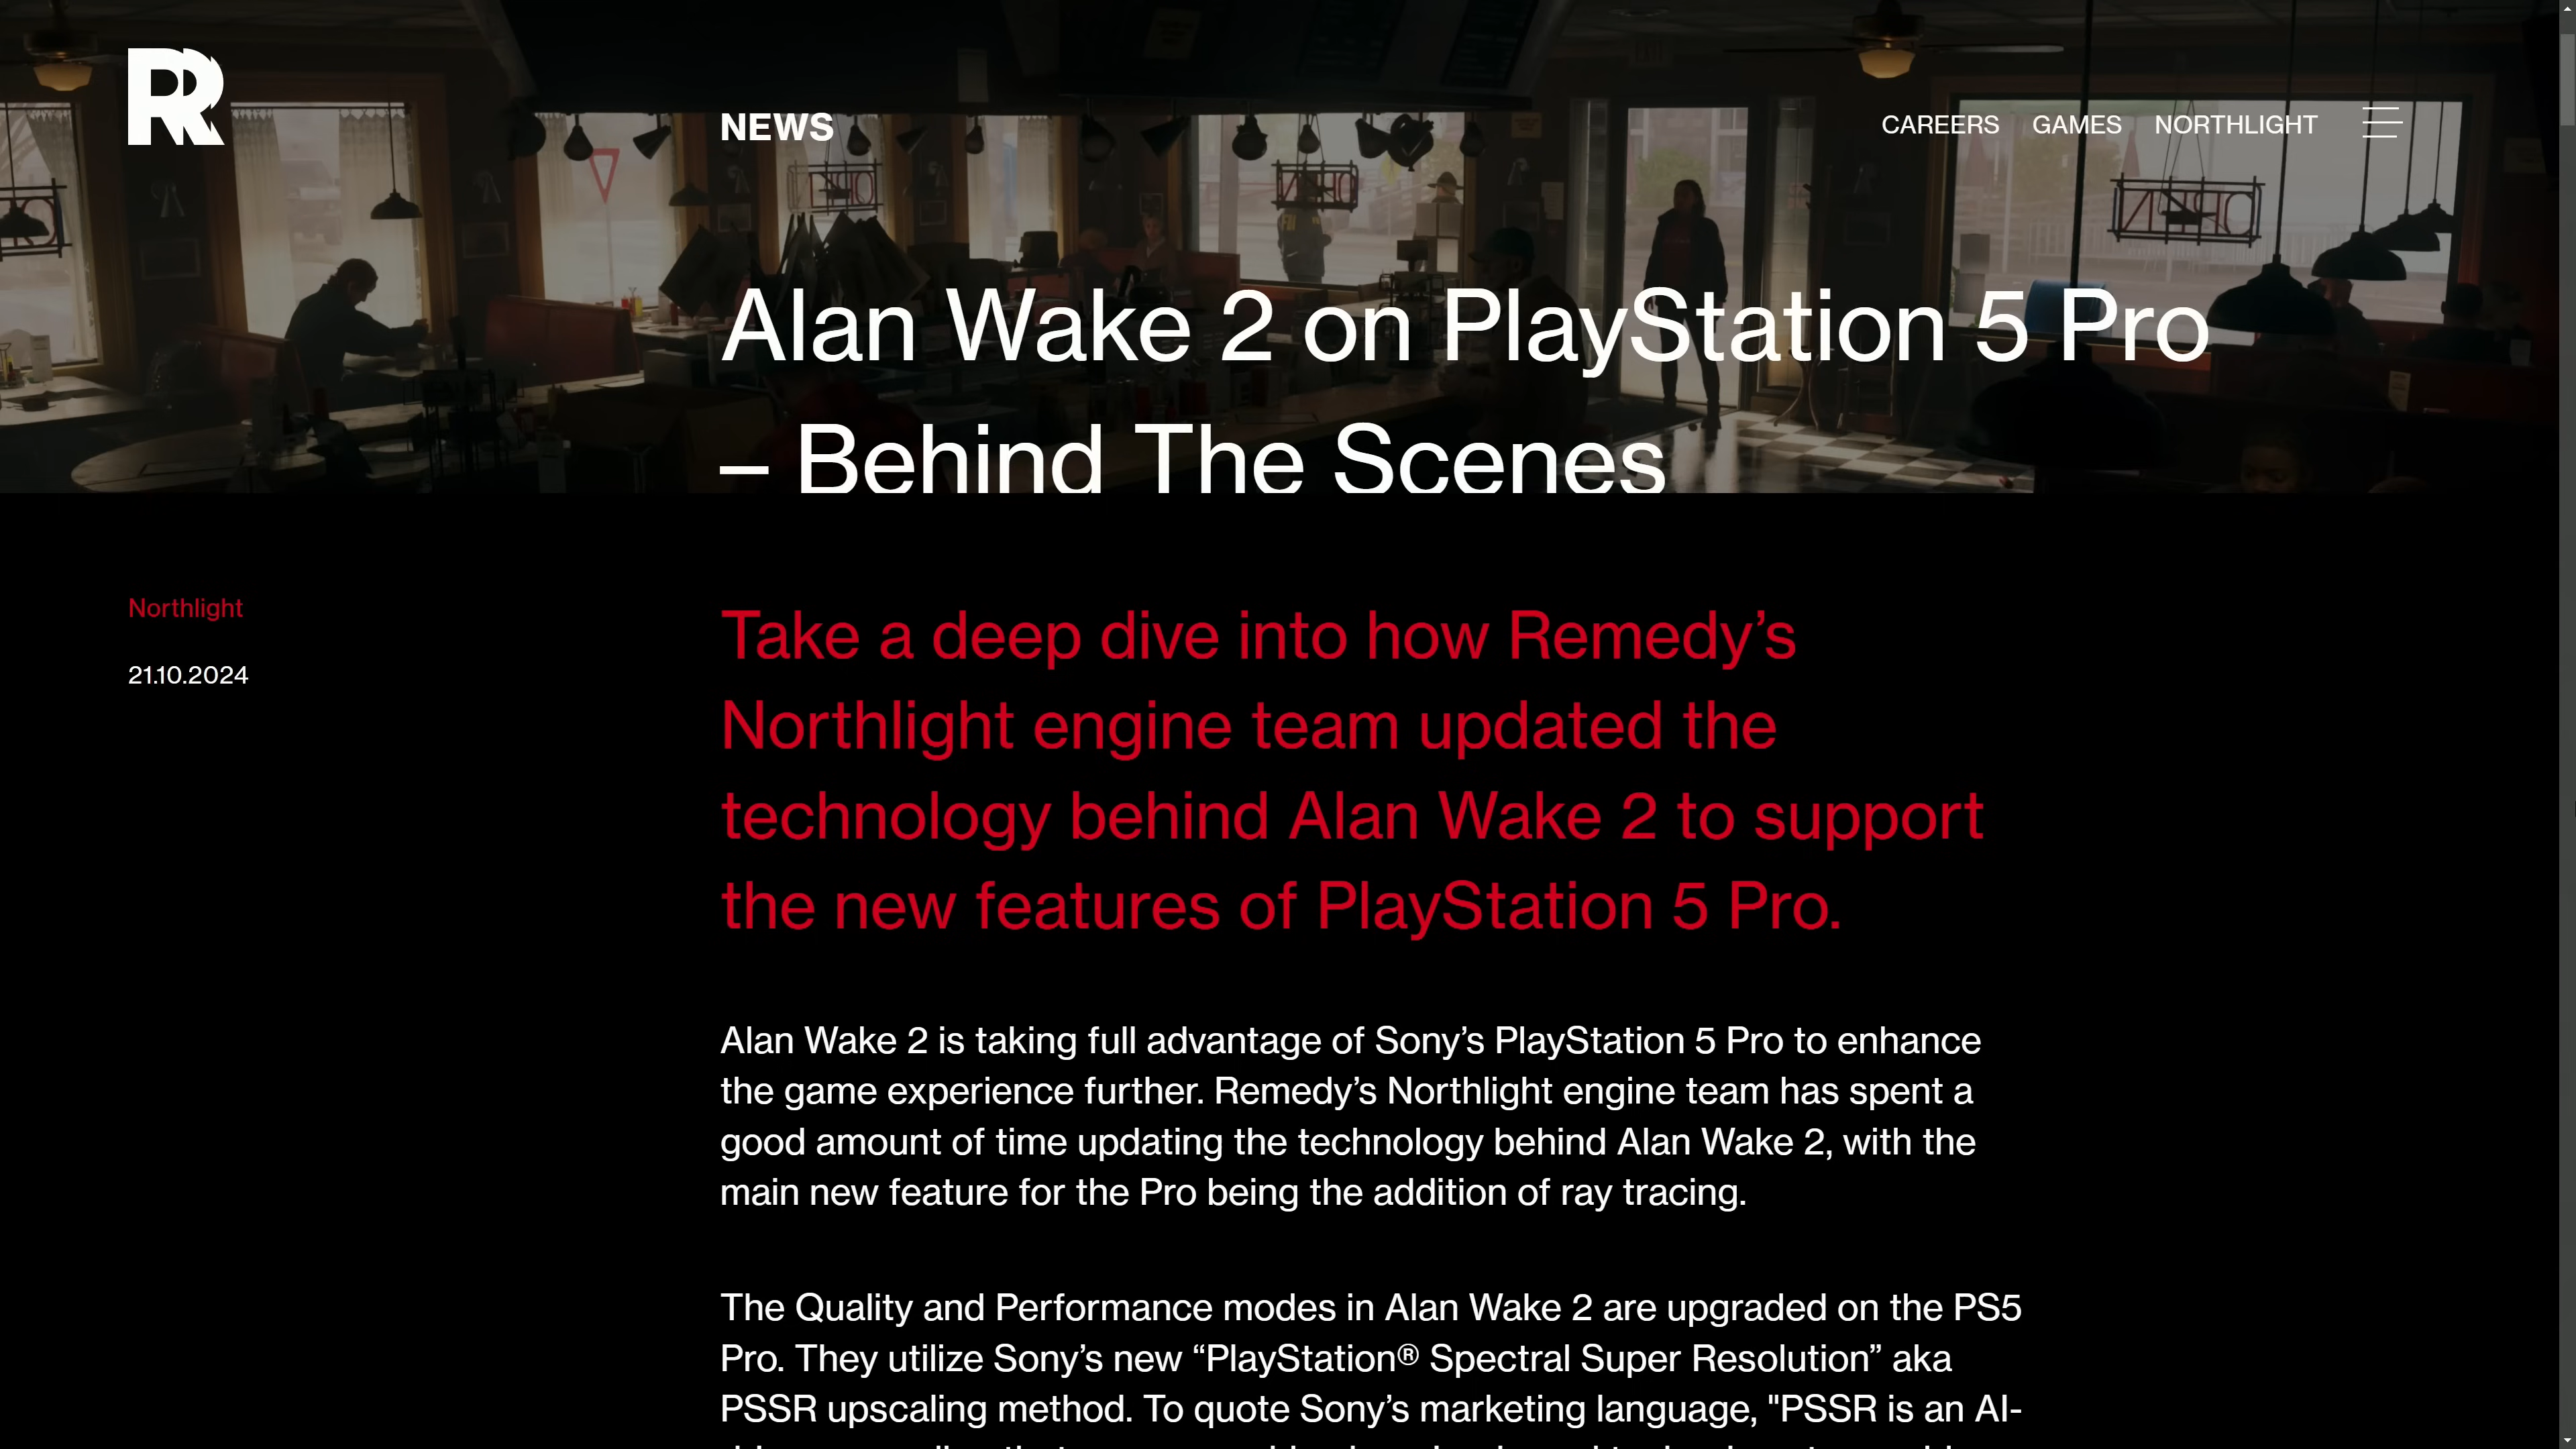 NEWS
CAREERS
GAMES
NORTHLIGHT
Alan Wake 2 on PlayStation 5 Pro
– Behind The Scenes
Northlight
21.10.2024
Take a deep dive into how Remedy’s
Northlight engine team updated the
technology behind Alan Wake 2 to support
the new features of PlayStation 5 Pro.
Alan Wake 2 is taking full advantage of Sony’s PlayStation 5 Pro to enhance
the game experience further. Remedy’s Northlight engine team has spent a
good amount of time updating the technology behind Alan Wake 2, with the
main new feature for the Pro being the addition of ray tracing.
The Quality and Performance modes in Alan Wake 2 are upgraded on the PS5
Pro. They utilize Sony’s new “PlayStation® Spectral Super Resolution” aka
PSSR upscaling method. To quote Sony’s marketing language, "PSSR is an AI-